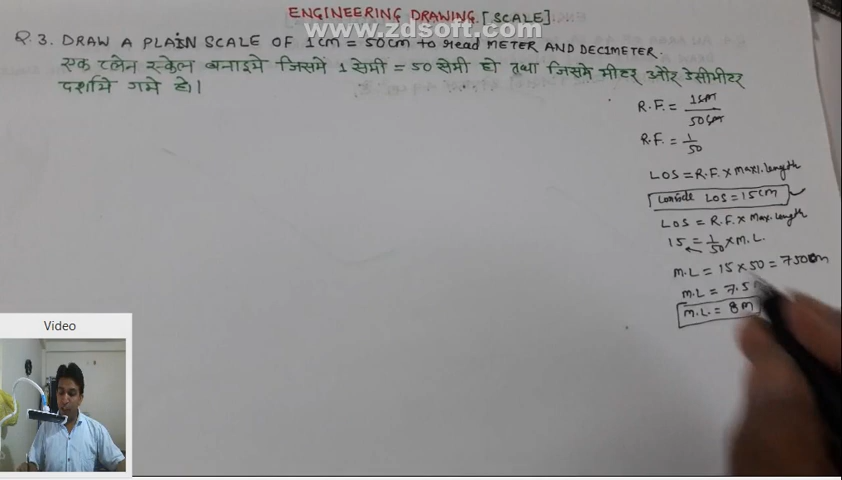 ENGINEERING DRAWING [SCALE]
www.zdsoft.com
Q.3. DRAW A PLAIN SCALE OF 1cm = 50cm to read METER AND DECIMETER.
एक प्लेन स्केल बनाइये जिसमें 1 सेमी = 50 सेमी हो तथा जिसमें मीटर और डेसीमीटर
दर्शाये गये हो।
R.F. = 1cm / 50cm
R.F. = 1/50
LOS = R.F. x Maxi. length
Conside LOS = 15cm
LOS = R.F. x Max. length
15 = 1/50 x M.L.
M.L = 15 x 50 = 750cm
M.L = 7.5
M.L. = 8m
Video